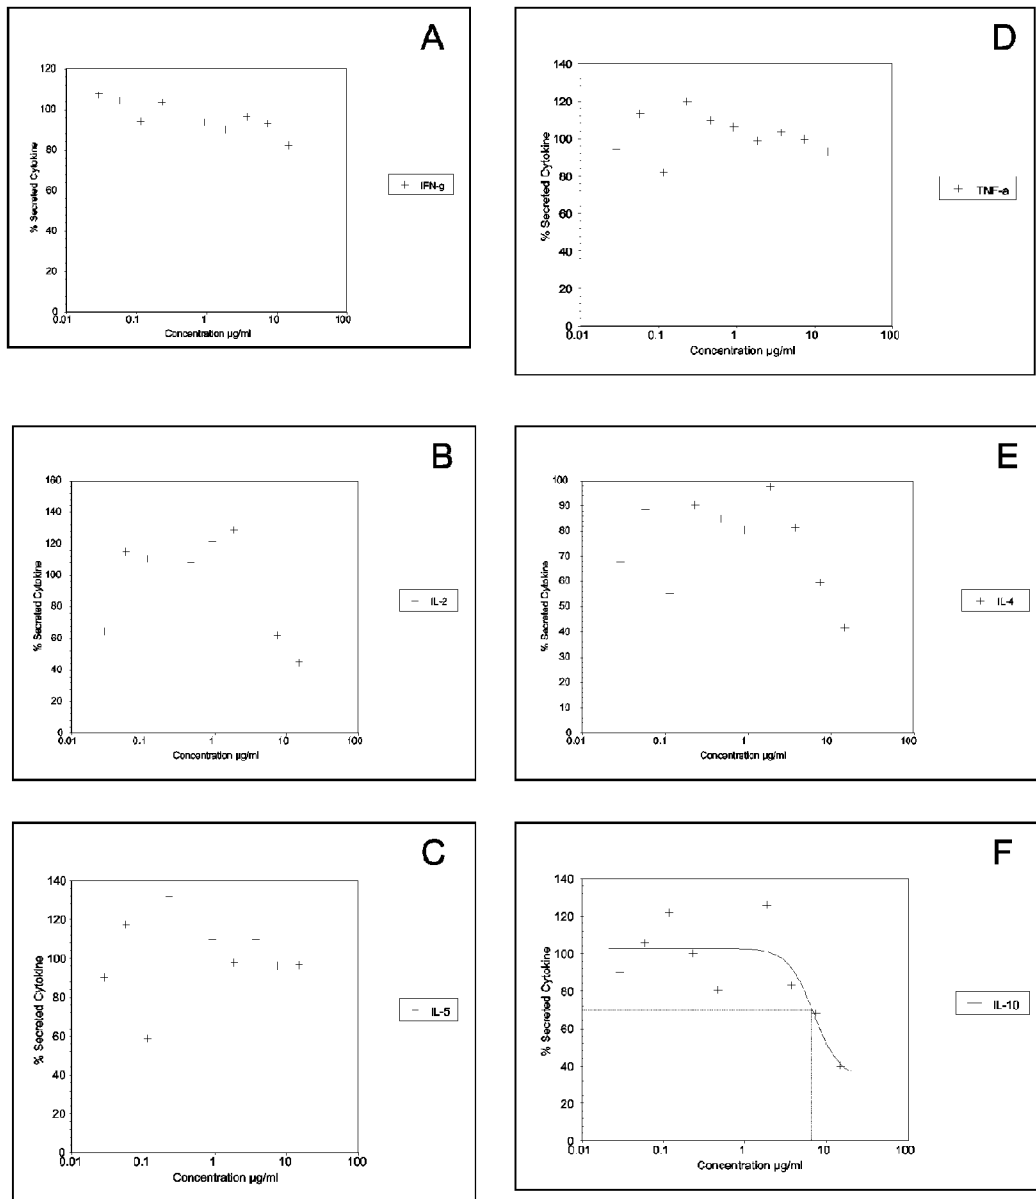 A
120
100
80
60
40
20
0
0.01 0.1 1 10 100
% Secreted Cytokine
Concentration µg/ml
IFN-g
D
140
120
100
80
60
40
20
0
0.01 0.1 1 10 100
% Secreted Cytokine
Concentration µg/ml
TNF-a
B
160
140
120
100
80
60
40
20
0
0.01 0.1 1 10 100
% Secreted Cytokine
Concentration µg/ml
IL-2
E
100
90
80
70
60
50
40
30
20
10
0
0.01 0.1 1 10 100
% Secreted Cytokine
Concentration µg/ml
IL-4
C
140
120
100
80
60
40
20
0
0.01 0.1 1 10 100
% Secreted Cytokine
Concentration µg/ml
IL-5
F
140
120
100
80
60
40
20
0
0.01 0.1 1 10 100
% Secreted Cytokine
Concentration µg/ml
IL-10